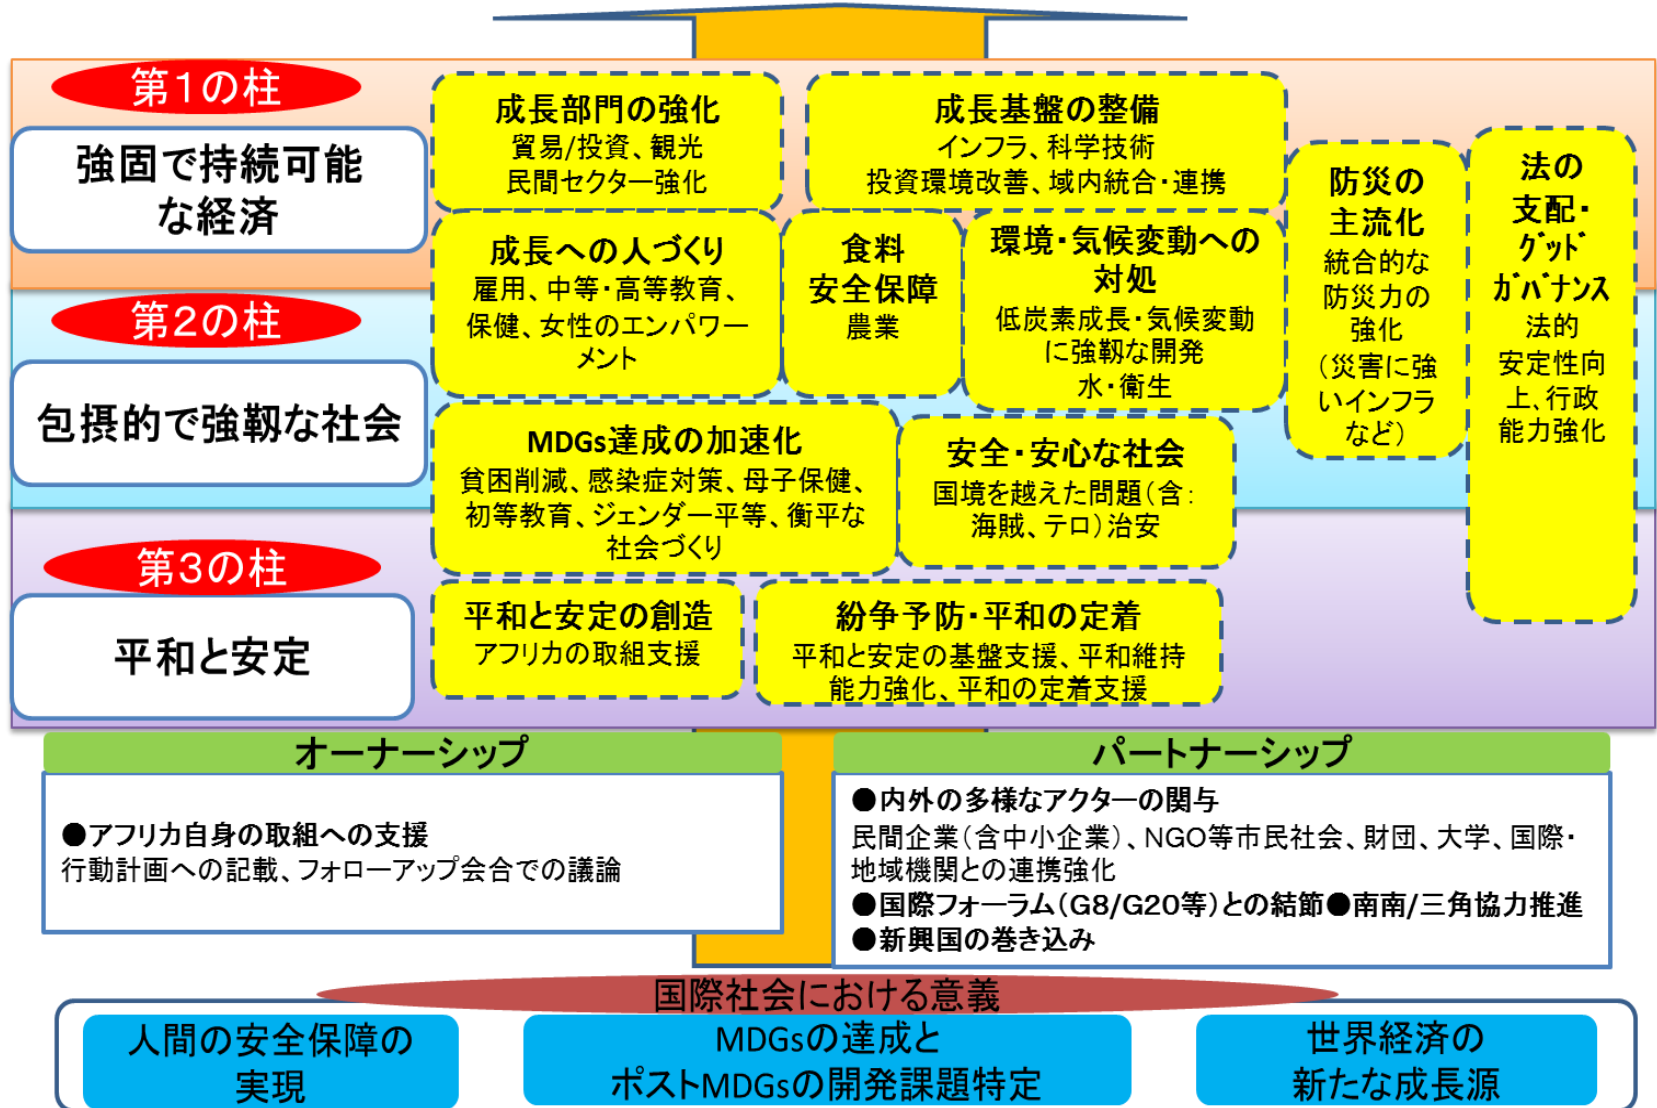 第1の柱
強固で持続可能
な経済
成長部門の強化
貿易/投資、観光
民間セクター強化
成長基盤の整備
インフラ、科学技術
投資環境改善、域内統合・連携
成長への人づくり
雇用、中等・高等教育、
保健、女性のエンパワー
メント
食料
安全保障
農業
環境・気候変動への
対処
低炭素成長・気候変動
に強靱な開発
水・衛生
防災の
主流化
統合的な
防災力の
強化
(災害に強
いインフラ
など)
法の
支配・
グッド
ガバナンス
法的
安定性向
上、行政
能力強化
第2の柱
包摂的で強靱な社会
MDGs達成の加速化
貧困削減、感染症対策、母子保健、
初等教育、ジェンダー平等、衡平な
社会づくり
安全・安心な社会
国境を越えた問題(含:
海賊、テロ)治安
第3の柱
平和と安定
平和と安定の創造
アフリカの取組支援
紛争予防・平和の定着
平和と安定の基盤支援、平和維持
能力強化、平和の定着支援
オーナーシップ
●アフリカ自身の取組への支援
行動計画への記載、フォローアップ会合での議論
パートナーシップ
●内外の多様なアクターの関与
民間企業(含中小企業)、NGO等市民社会、財団、大学、国際・
地域機関との連携強化
●国際フォーラム(G8/G20等)との結節●南南/三角協力推進
●新興国の巻き込み
国際社会における意義
人間の安全保障の
実現
MDGsの達成と
ポストMDGsの開発課題特定
世界経済の
新たな成長源